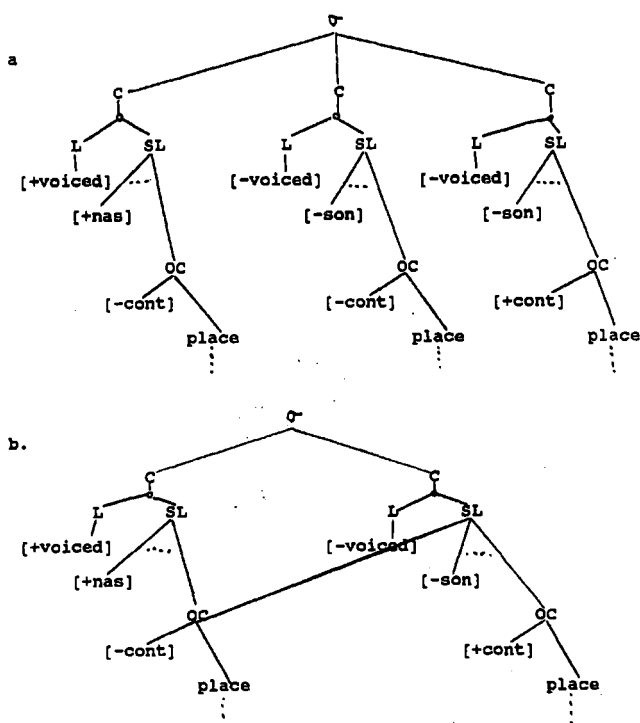 σ
a
C C C
L SL L SL L SL
[+voiced] [-voiced] [-voiced]
[+nas] [-son] [-son]
OC OC OC
[-cont] [-cont] [+cont]
place place place
σ
b.
C C
L SL L SL
[+voiced] [-voiced]
[+nas] [-son]
OC OC
[-cont] [+cont]
place place